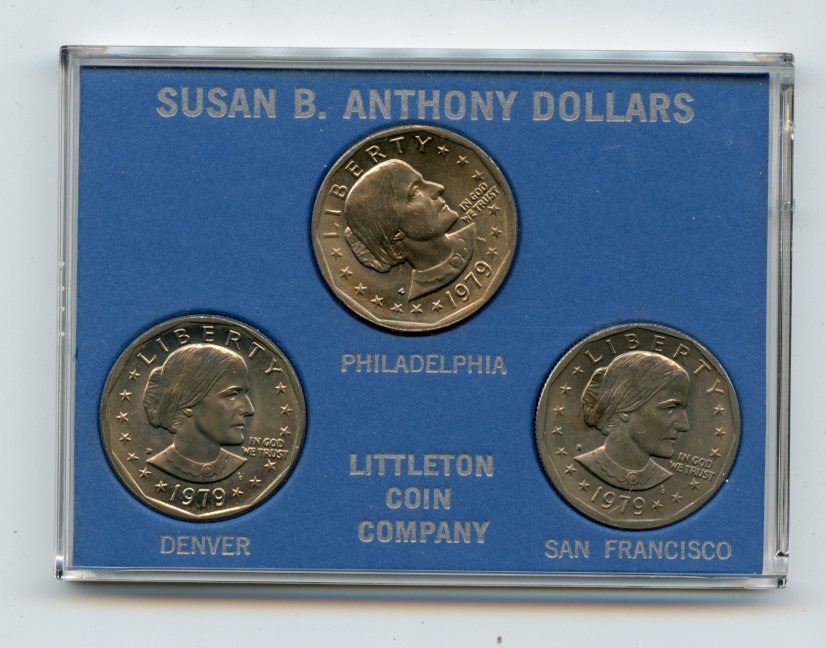 SUSAN B. ANTHONY DOLLARS
LIBERTY
IN GOD
WE TRUST
1979
PHILADELPHIA
LIBERTY
IN GOD
WE TRUST
1979
DENVER
LITTLETON
COIN
COMPANY
LIBERTY
IN GOD
WE TRUST
1979
SAN FRANCISCO